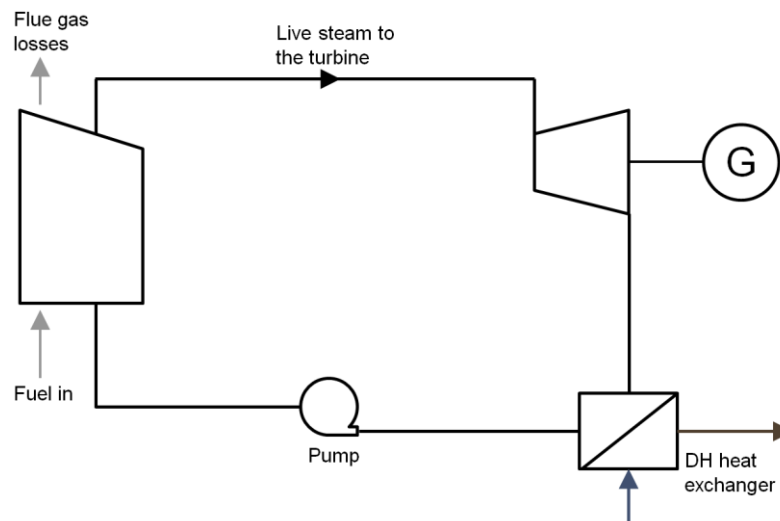 Flue gas
losses
Live steam to
the turbine
G
Fuel in
Pump
DH heat
exchanger